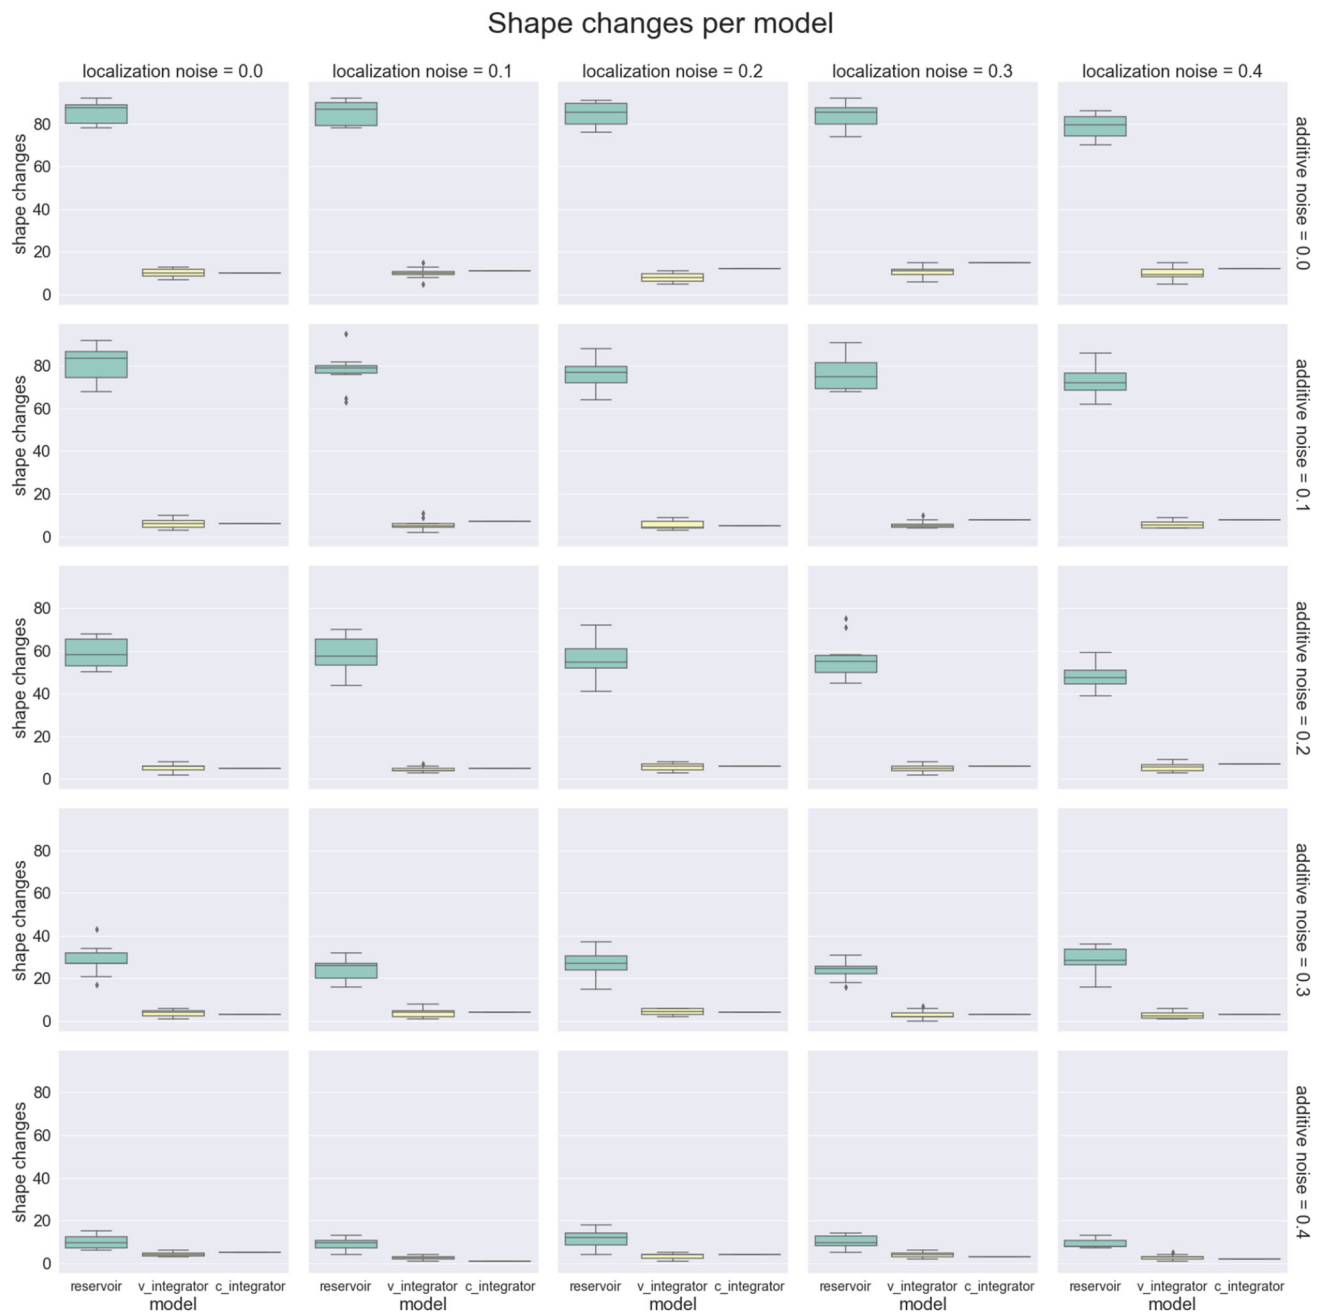 Shape changes per model
localization noise = 0.0
localization noise = 0.1
localization noise = 0.2
localization noise = 0.3
localization noise = 0.4
shape changes
80
60
40
20
0
additive noise = 0.0
shape changes
80
60
40
20
0
additive noise = 0.1
shape changes
80
60
40
20
0
additive noise = 0.2
shape changes
80
60
40
20
0
additive noise = 0.3
shape changes
80
60
40
20
0
additive noise = 0.4
reservoir v_integrator c_integrator
model
reservoir v_integrator c_integrator
model
reservoir v_integrator c_integrator
model
reservoir v_integrator c_integrator
model
reservoir v_integrator c_integrator
model